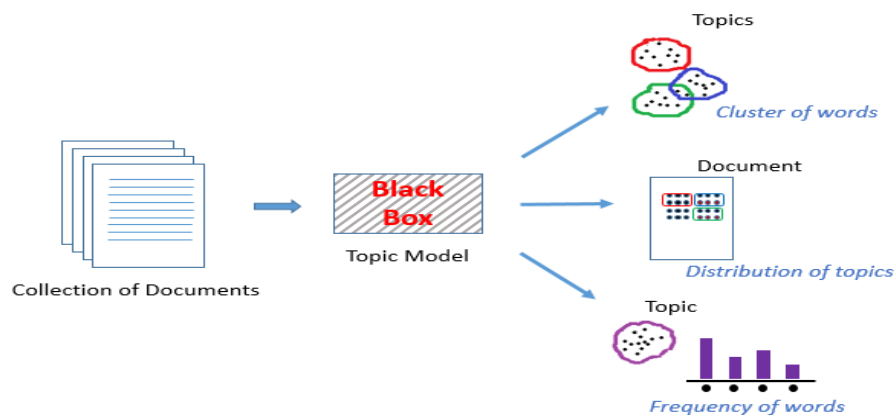 Collection of Documents
Black
Box
Topic Model
Topics
Cluster of words
Document
Distribution of topics
Topic
Frequency of words